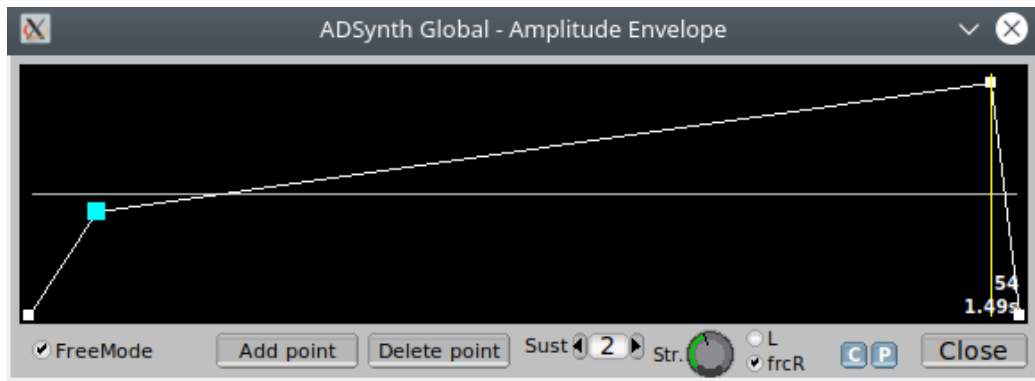 ADSynth Global - Amplitude Envelope
54
1.49s
FreeMode
Add point
Delete point
Sust 2
Str.
L
frcR
C
P
Close